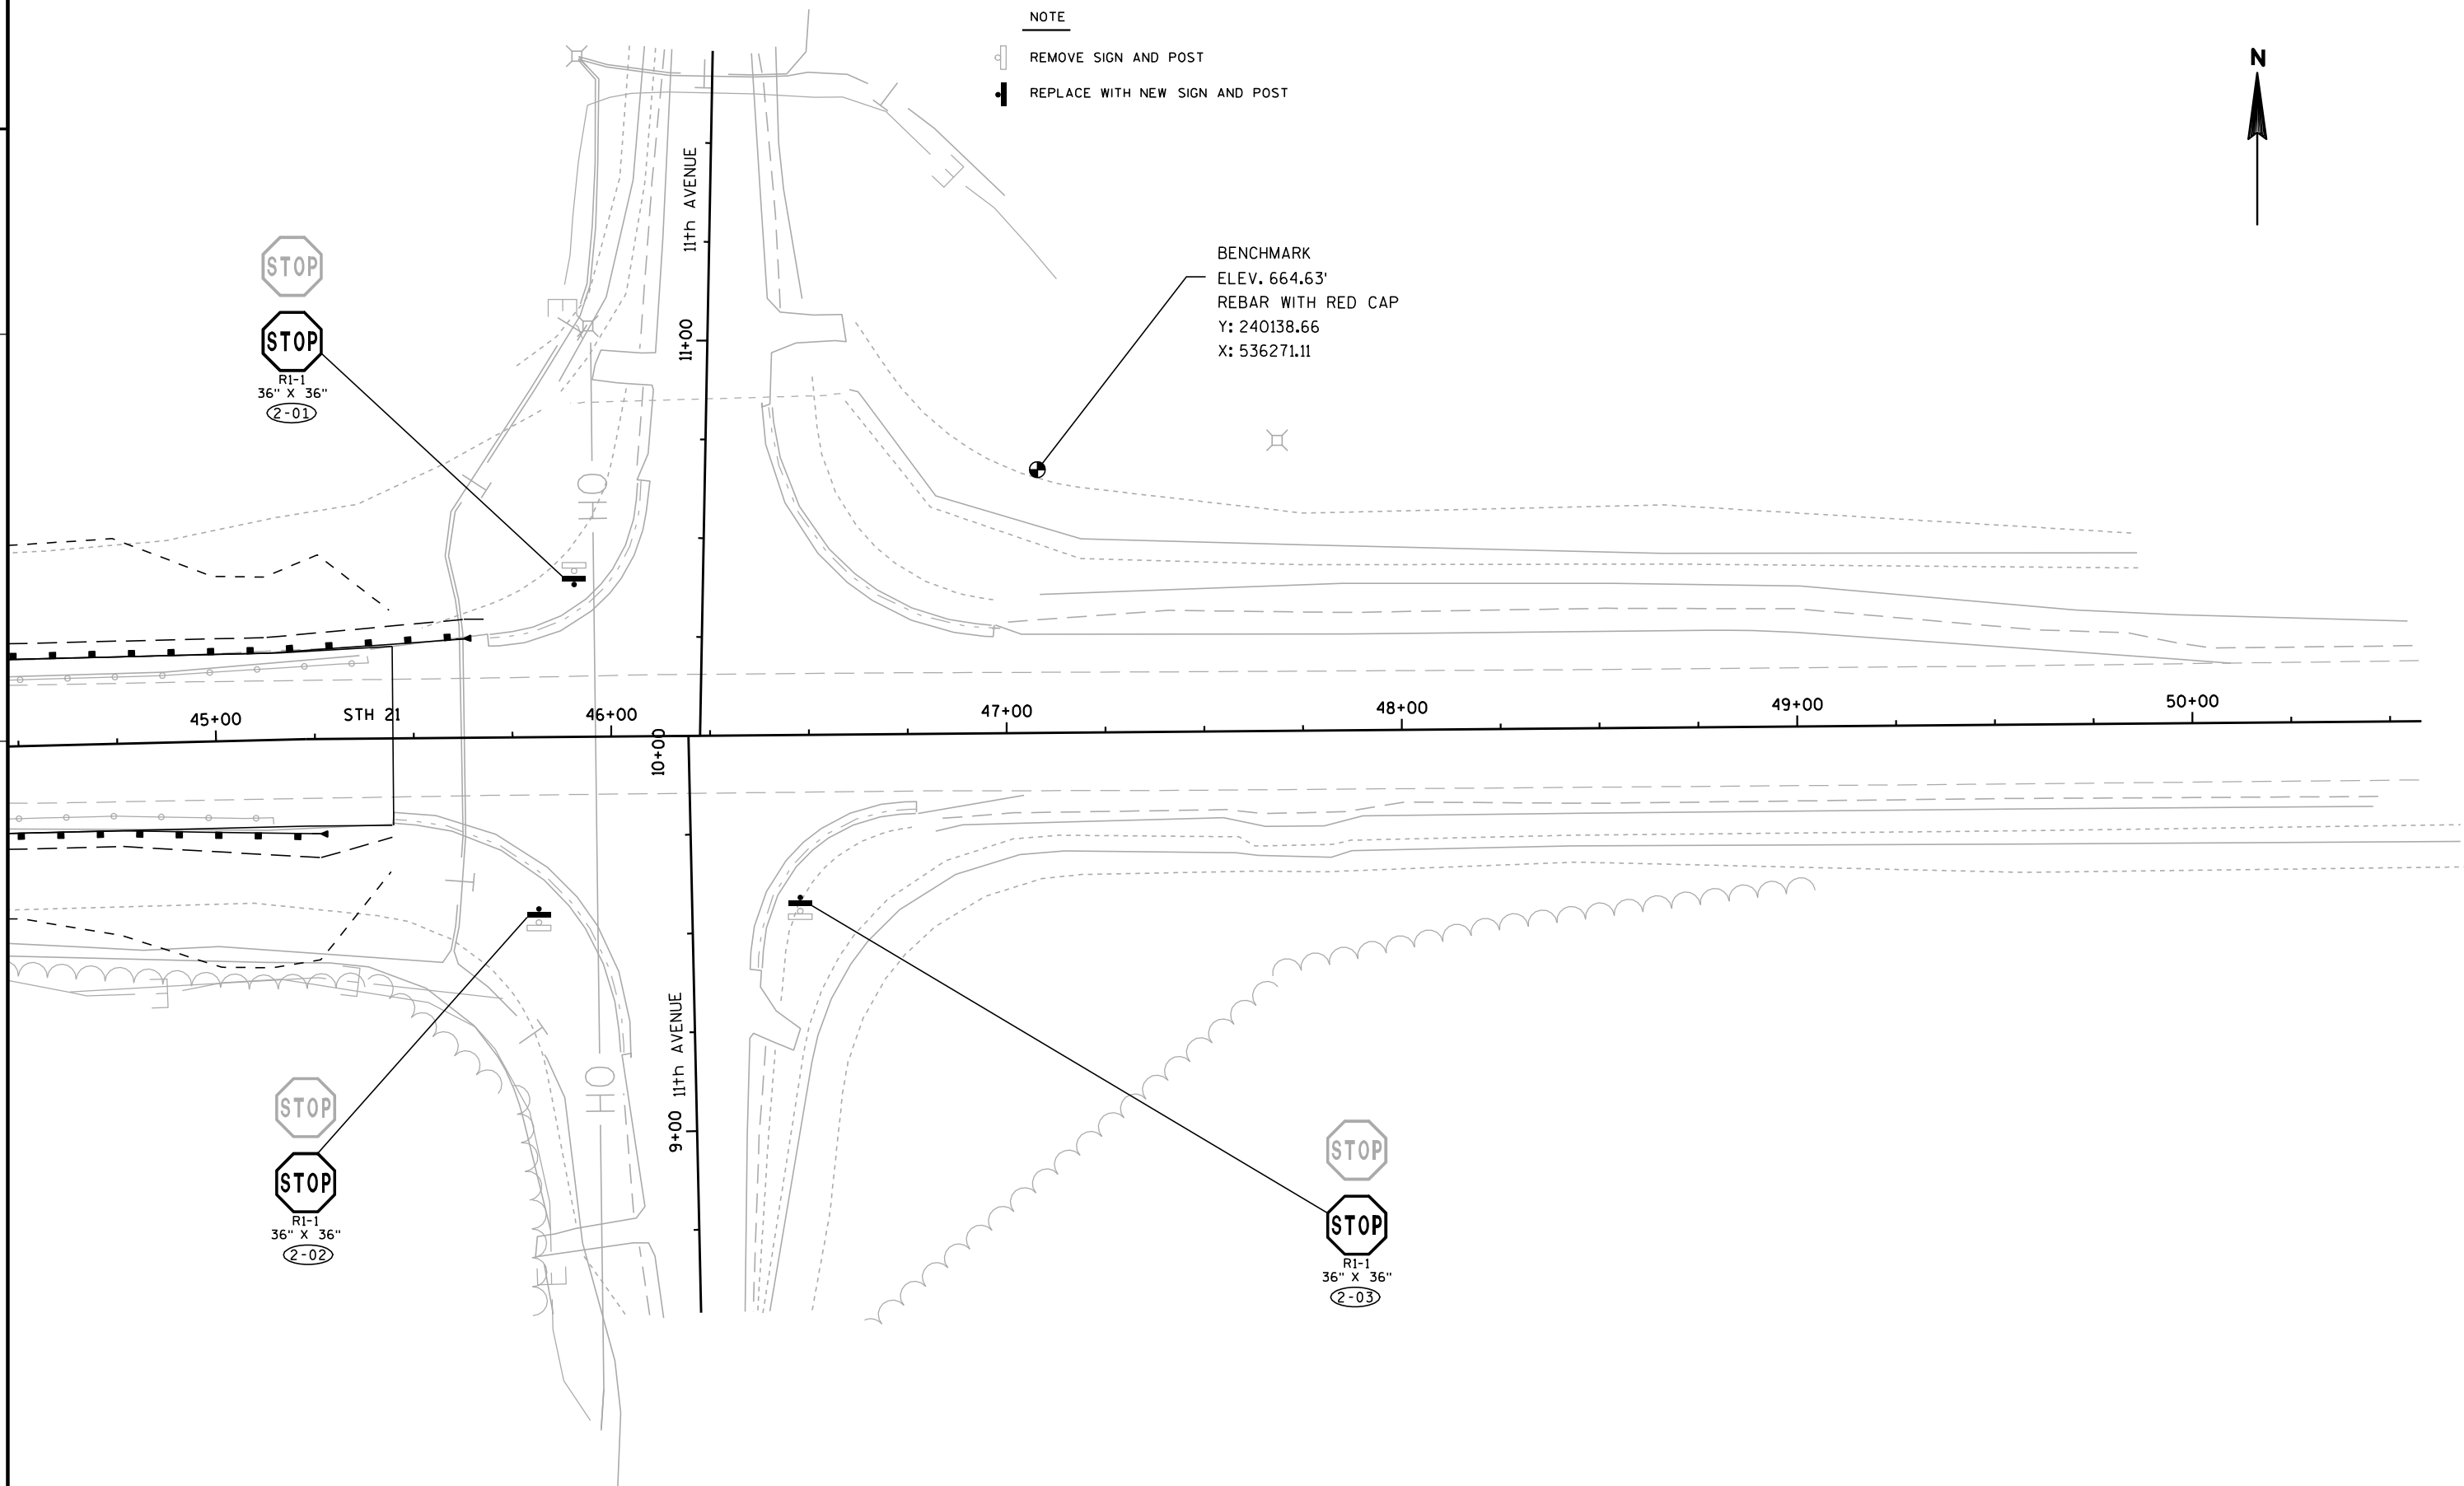 NOTE
REMOVE SIGN AND POST
REPLACE WITH NEW SIGN AND POST
N
11th AVENUE
STOP
STOP
R1-1
36" X 36"
2-01
BENCHMARK
ELEV. 664.63'
REBAR WITH RED CAP
Y: 240138.66
X: 536271.11
11+00
OH
45+00
STH 21
46+00
47+00
48+00
49+00
50+00
10+00
11th AVENUE
OH
9+00
STOP
STOP
R1-1
36" X 36"
2-02
STOP
STOP
R1-1
36" X 36"
2-03